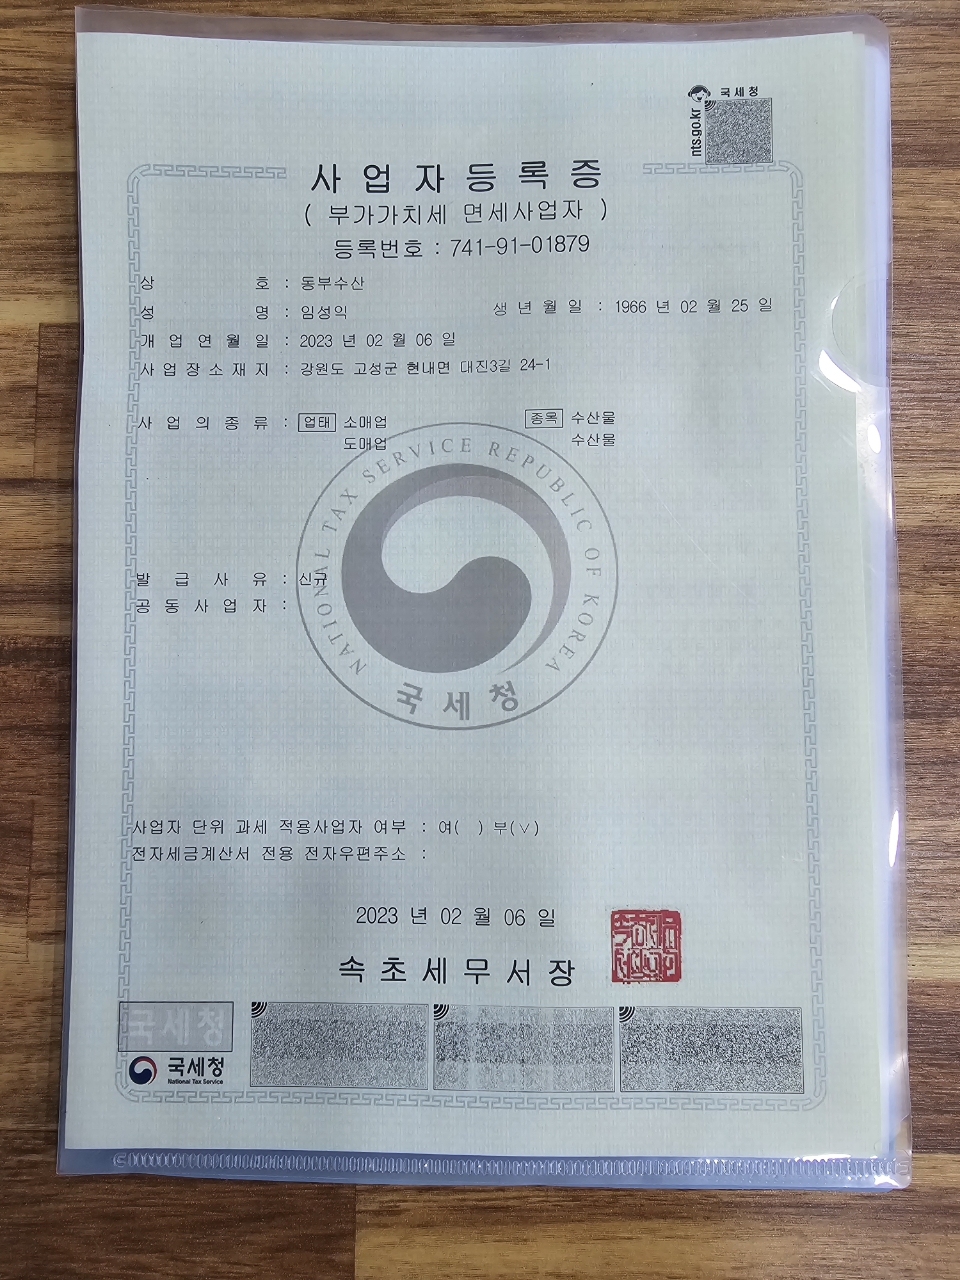 국세청
nts.go.kr
사업자등록증
( 부가가치세 면세사업자 )
등록번호 : 741-91-01879
상 호 : 동부수산
성 명 : 임성익 생 년 월 일 : 1966 년 02 월 25 일
개 업 연 월 일 : 2023 년 02 월 06 일
사 업 장 소 재 지 : 강원도 고성군 현내면 대진3길 24-1
사 업 의 종 류 : 업태 소매업 종목 수산물
도매업 수산물
NATIONAL TAX SERVICE REPUBLIC OF KOREA
발 급 사 유 : 신규
공 동 사 업 자 :
국세청
사업자 단위 과세 적용사업자 여부 : 여( ) 부(∨)
전자세금계산서 전용 전자우편주소 :
2023 년 02 월 06 일
속초세무서장
국세청
국세청
National Tax Service